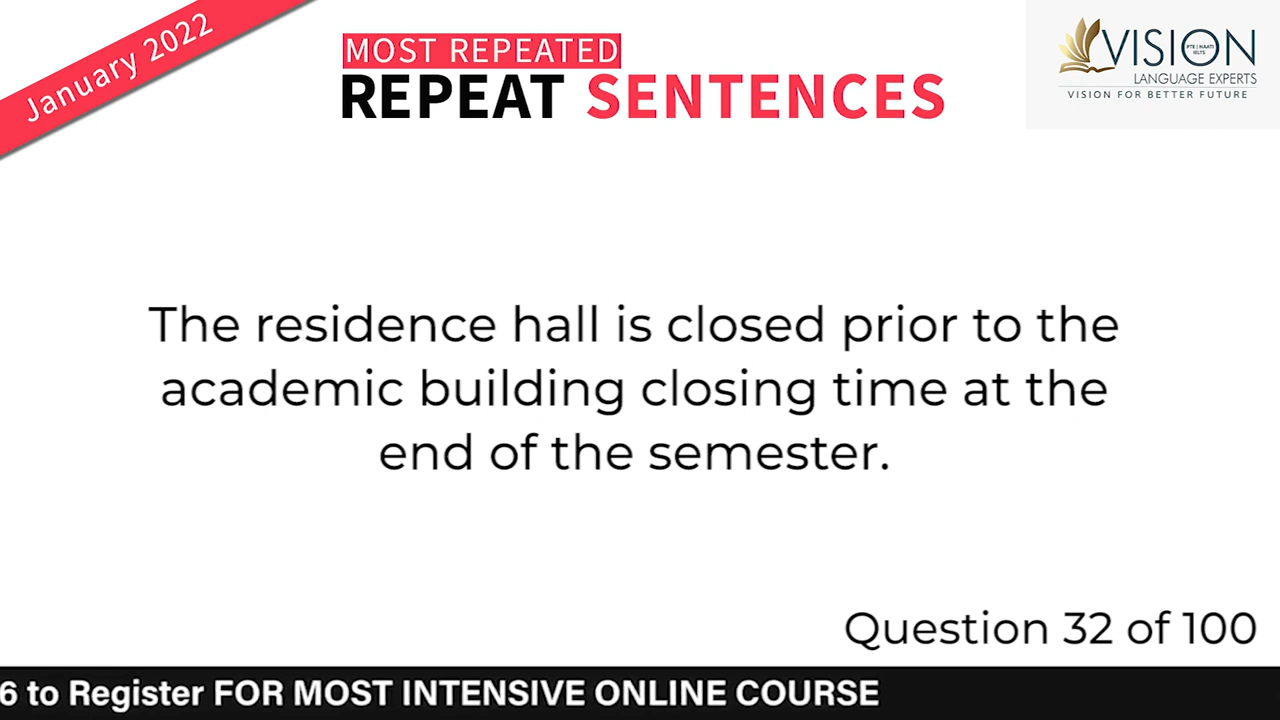 January 2022
MOST REPEATED
REPEAT SENTENCES
VISION
PTE | NAATI
IELTS
LANGUAGE EXPERTS
VISION FOR BETTER FUTURE
The residence hall is closed prior to the
academic building closing time at the
end of the semester.
Question 32 of 100
6 to Register FOR MOST INTENSIVE ONLINE COURSE